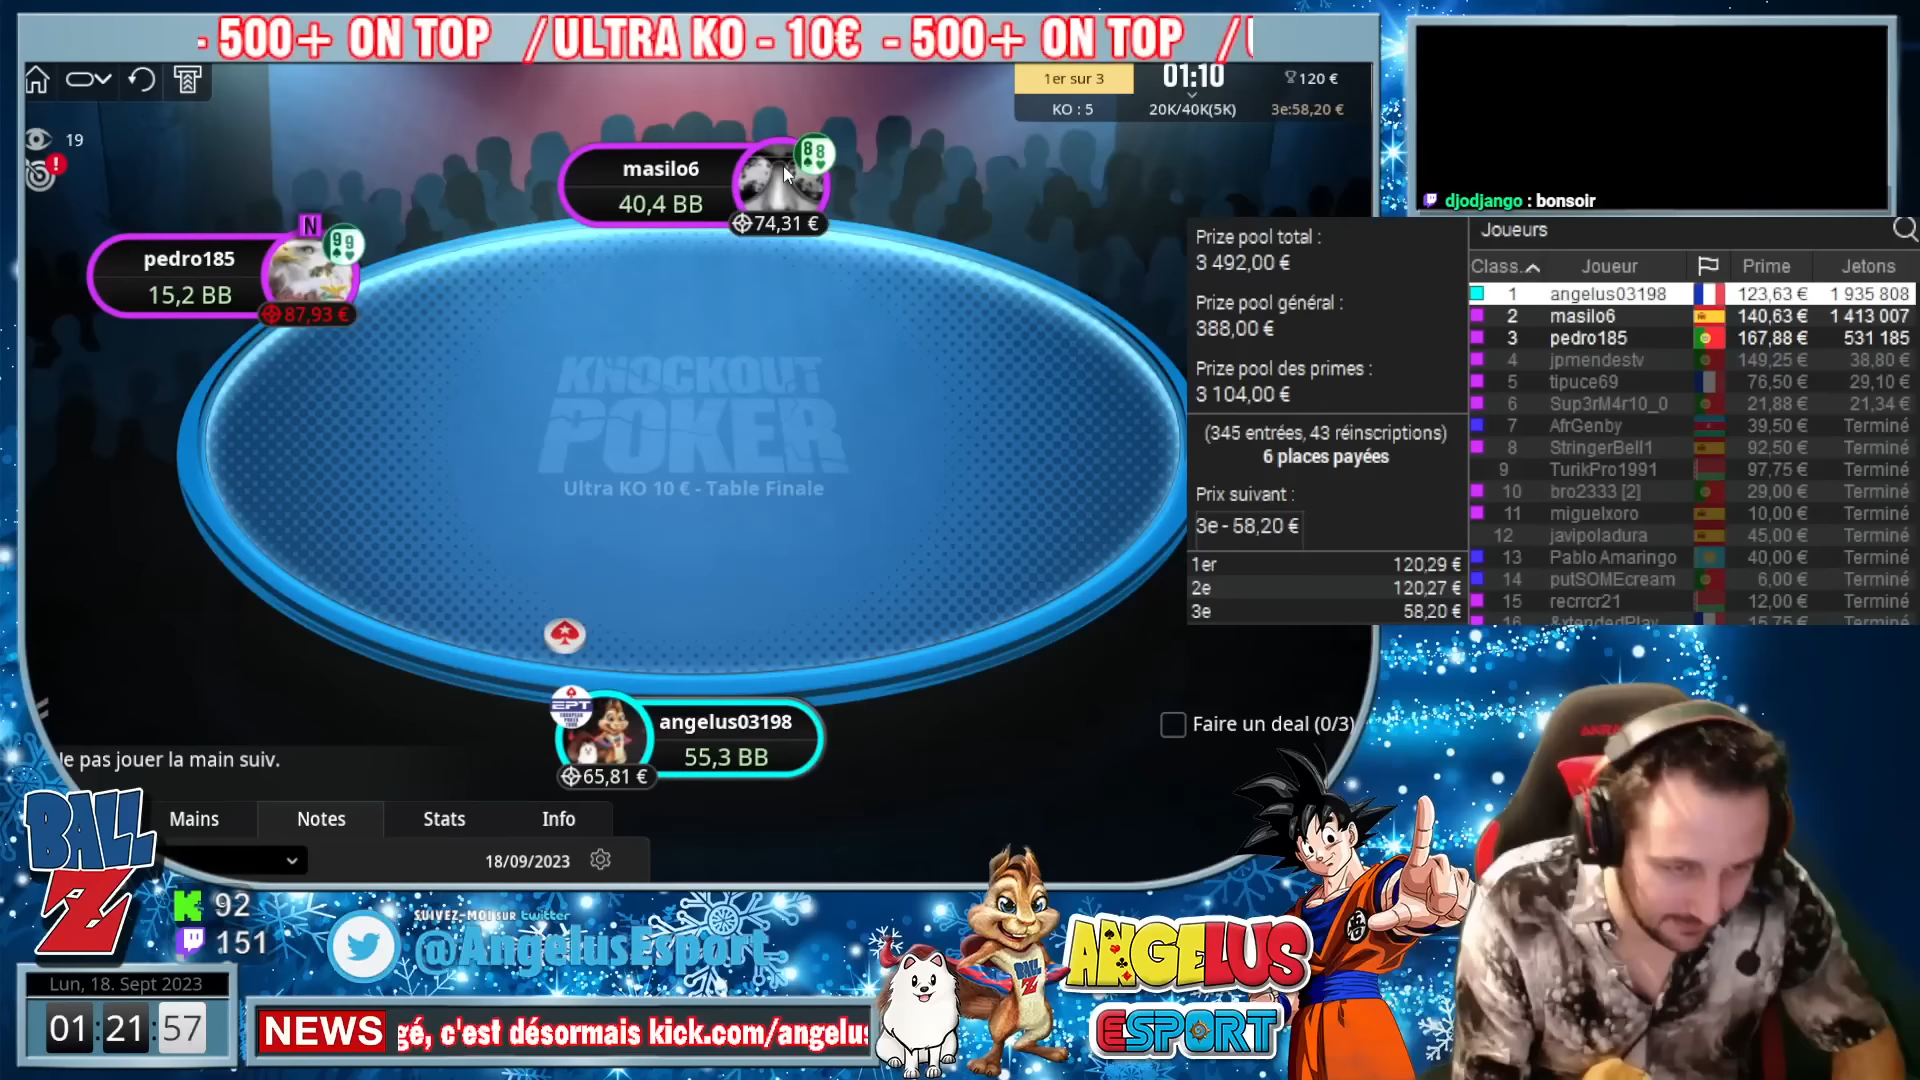 - 500+ ON TOP /ULTRA KO - 10€ - 500+ ON TOP /U
1er sur 3
01:10
120 €
KO : 5
20K/40K(5K)
3e:58,20 €
19
masilo6
40,4 BB
8 8
74,31 €
N
pedro185
15,2 BB
9 9
87,93 €
KNOCKOUT
POKER
Ultra KO 10 € - Table Finale
EPT
angelus03198
55,3 BB
65,81 €
Faire un deal (0/3)
le pas jouer la main suiv.
Mains Notes Stats Info
18/09/2023
djodjango : bonsoir
Prize pool total :
3 492,00 €
Prize pool général :
388,00 €
Prize pool des primes :
3 104,00 €
(345 entrées, 43 réinscriptions)
6 places payées
Prix suivant :
3e - 58,20 €
1er 120,29 €
2e 120,27 €
3e 58,20 €
Joueurs
Class. Joueur Prime Jetons
1 angelus03198 123,63 € 1 935 808
2 masilo6 140,63 € 1 413 007
3 pedro185 167,88 € 531 185
4 jpmendestv 149,25 € 38,80 €
5 tipuce69 76,50 € 29,10 €
6 Sup3rM4r10_0 21,88 € 21,34 €
7 AfrGenby 39,50 € Terminé
8 StringerBell1 92,50 € Terminé
9 TurikPro1991 97,75 € Terminé
10 bro2333 [2] 29,00 € Terminé
11 miguelxoro 10,00 € Terminé
12 javipoladura 45,00 € Terminé
13 Pablo Amaringo 40,00 € Terminé
14 putSOMEcream 6,00 € Terminé
15 recrrcr21 12,00 € Terminé
16 &xtendedPlay 15,75 € Terminé
BALL
Z
92
151
SUIVEZ-MOI SUR twitter
@AngelusEsport
Lun, 18. Sept 2023
01:21:57
NEWS
gé, c'est désormais kick.com/angelus
BALL
Z
ANGELUS
ESPORT